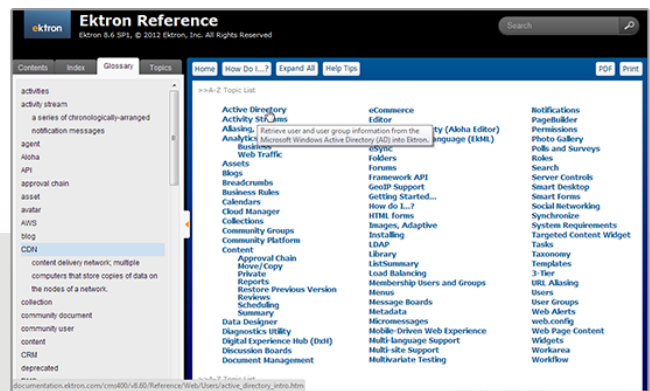 ektron
Ektron Reference
Ektron 8.6 SP1, © 2012 Ektron, Inc. All Rights Reserved
Search
Contents
Index
Glossary
Topics
Home
How Do I...?
Expand All
Help Tips
PDF
Print
activities
activity stream
a series of chronologically-arranged
notification messages
agent
Aloha
API
approval chain
asset
avatar
AWS
blog
CDN
content delivery network; multiple
computers that store copies of data on
the nodes of a network.
collection
community document
community user
content
CRM
deprecated
>>A-Z Topic List
Active Directory
Activity Streams
Aliasing,
Analytics
Business
Web Traffic
Assets
Blogs
Breadcrumbs
Business Rules
Calendars
Cloud Manager
Collections
Community Groups
Community Platform
Content
Approval Chain
Move/Copy
Private
Reports
Restore Previous Version
Reviews
Scheduling
Summary
Data Designer
Diagnostics Utility
Digital Experience Hub (DxH)
Discussion Boards
Document Management
Retrieve user and user group information from the
Microsoft Windows Active Directory (AD) into Ektron.
eCommerce
Editor
ty (Aloha Editor)
anguage (EkML)
eSync
Folders
Forums
Framework API
GeoIP Support
Getting Started...
How do I...?
HTML forms
Images, Adaptive
Installing
LDAP
Library
ListSummary
Load Balancing
Membership Users and Groups
Menus
Message Boards
Metadata
Micromessages
Mobile-Driven Web Experience
Multi-language Support
Multi-site Support
Multivariate Testing
Notifications
PageBuilder
Permissions
Photo Gallery
Polls and Surveys
Roles
Search
Server Controls
Smart Desktop
Smart Forms
Social Networking
Synchronize
System Requirements
Targeted Content Widget
Tasks
Taxonomy
Templates
3-Tier
URL Aliasing
Users
User Groups
Web Alerts
web.config
Web Page Content
Widgets
Workarea
Workflow
>>A-Z Topic List
documentation.ektron.com/cms400/v8.60/Reference/Web/Users/active_directory_intro.htm